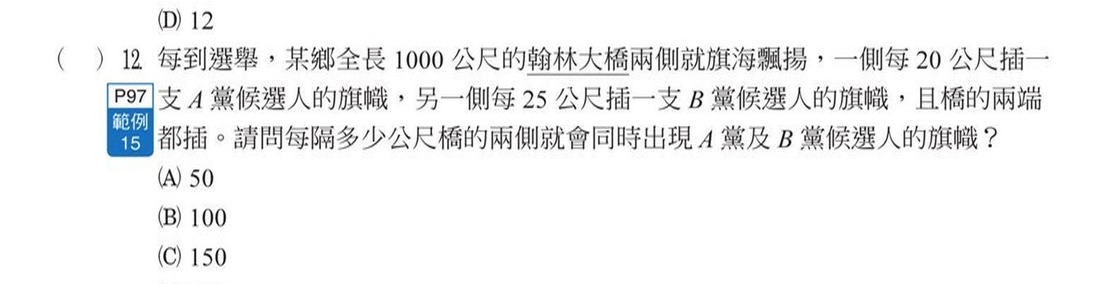 (D) 12
(　) 12 每到選舉，某鄉全長 1000 公尺的翰林大橋兩側就旗海飄揚，一側每 20 公尺插一
P97 支 A 黨候選人的旗幟，另一側每 25 公尺插一支 B 黨候選人的旗幟，且橋的兩端
範例
15 都插。請問每隔多少公尺橋的兩側就會同時出現 A 黨及 B 黨候選人的旗幟？
(A) 50
(B) 100
(C) 150